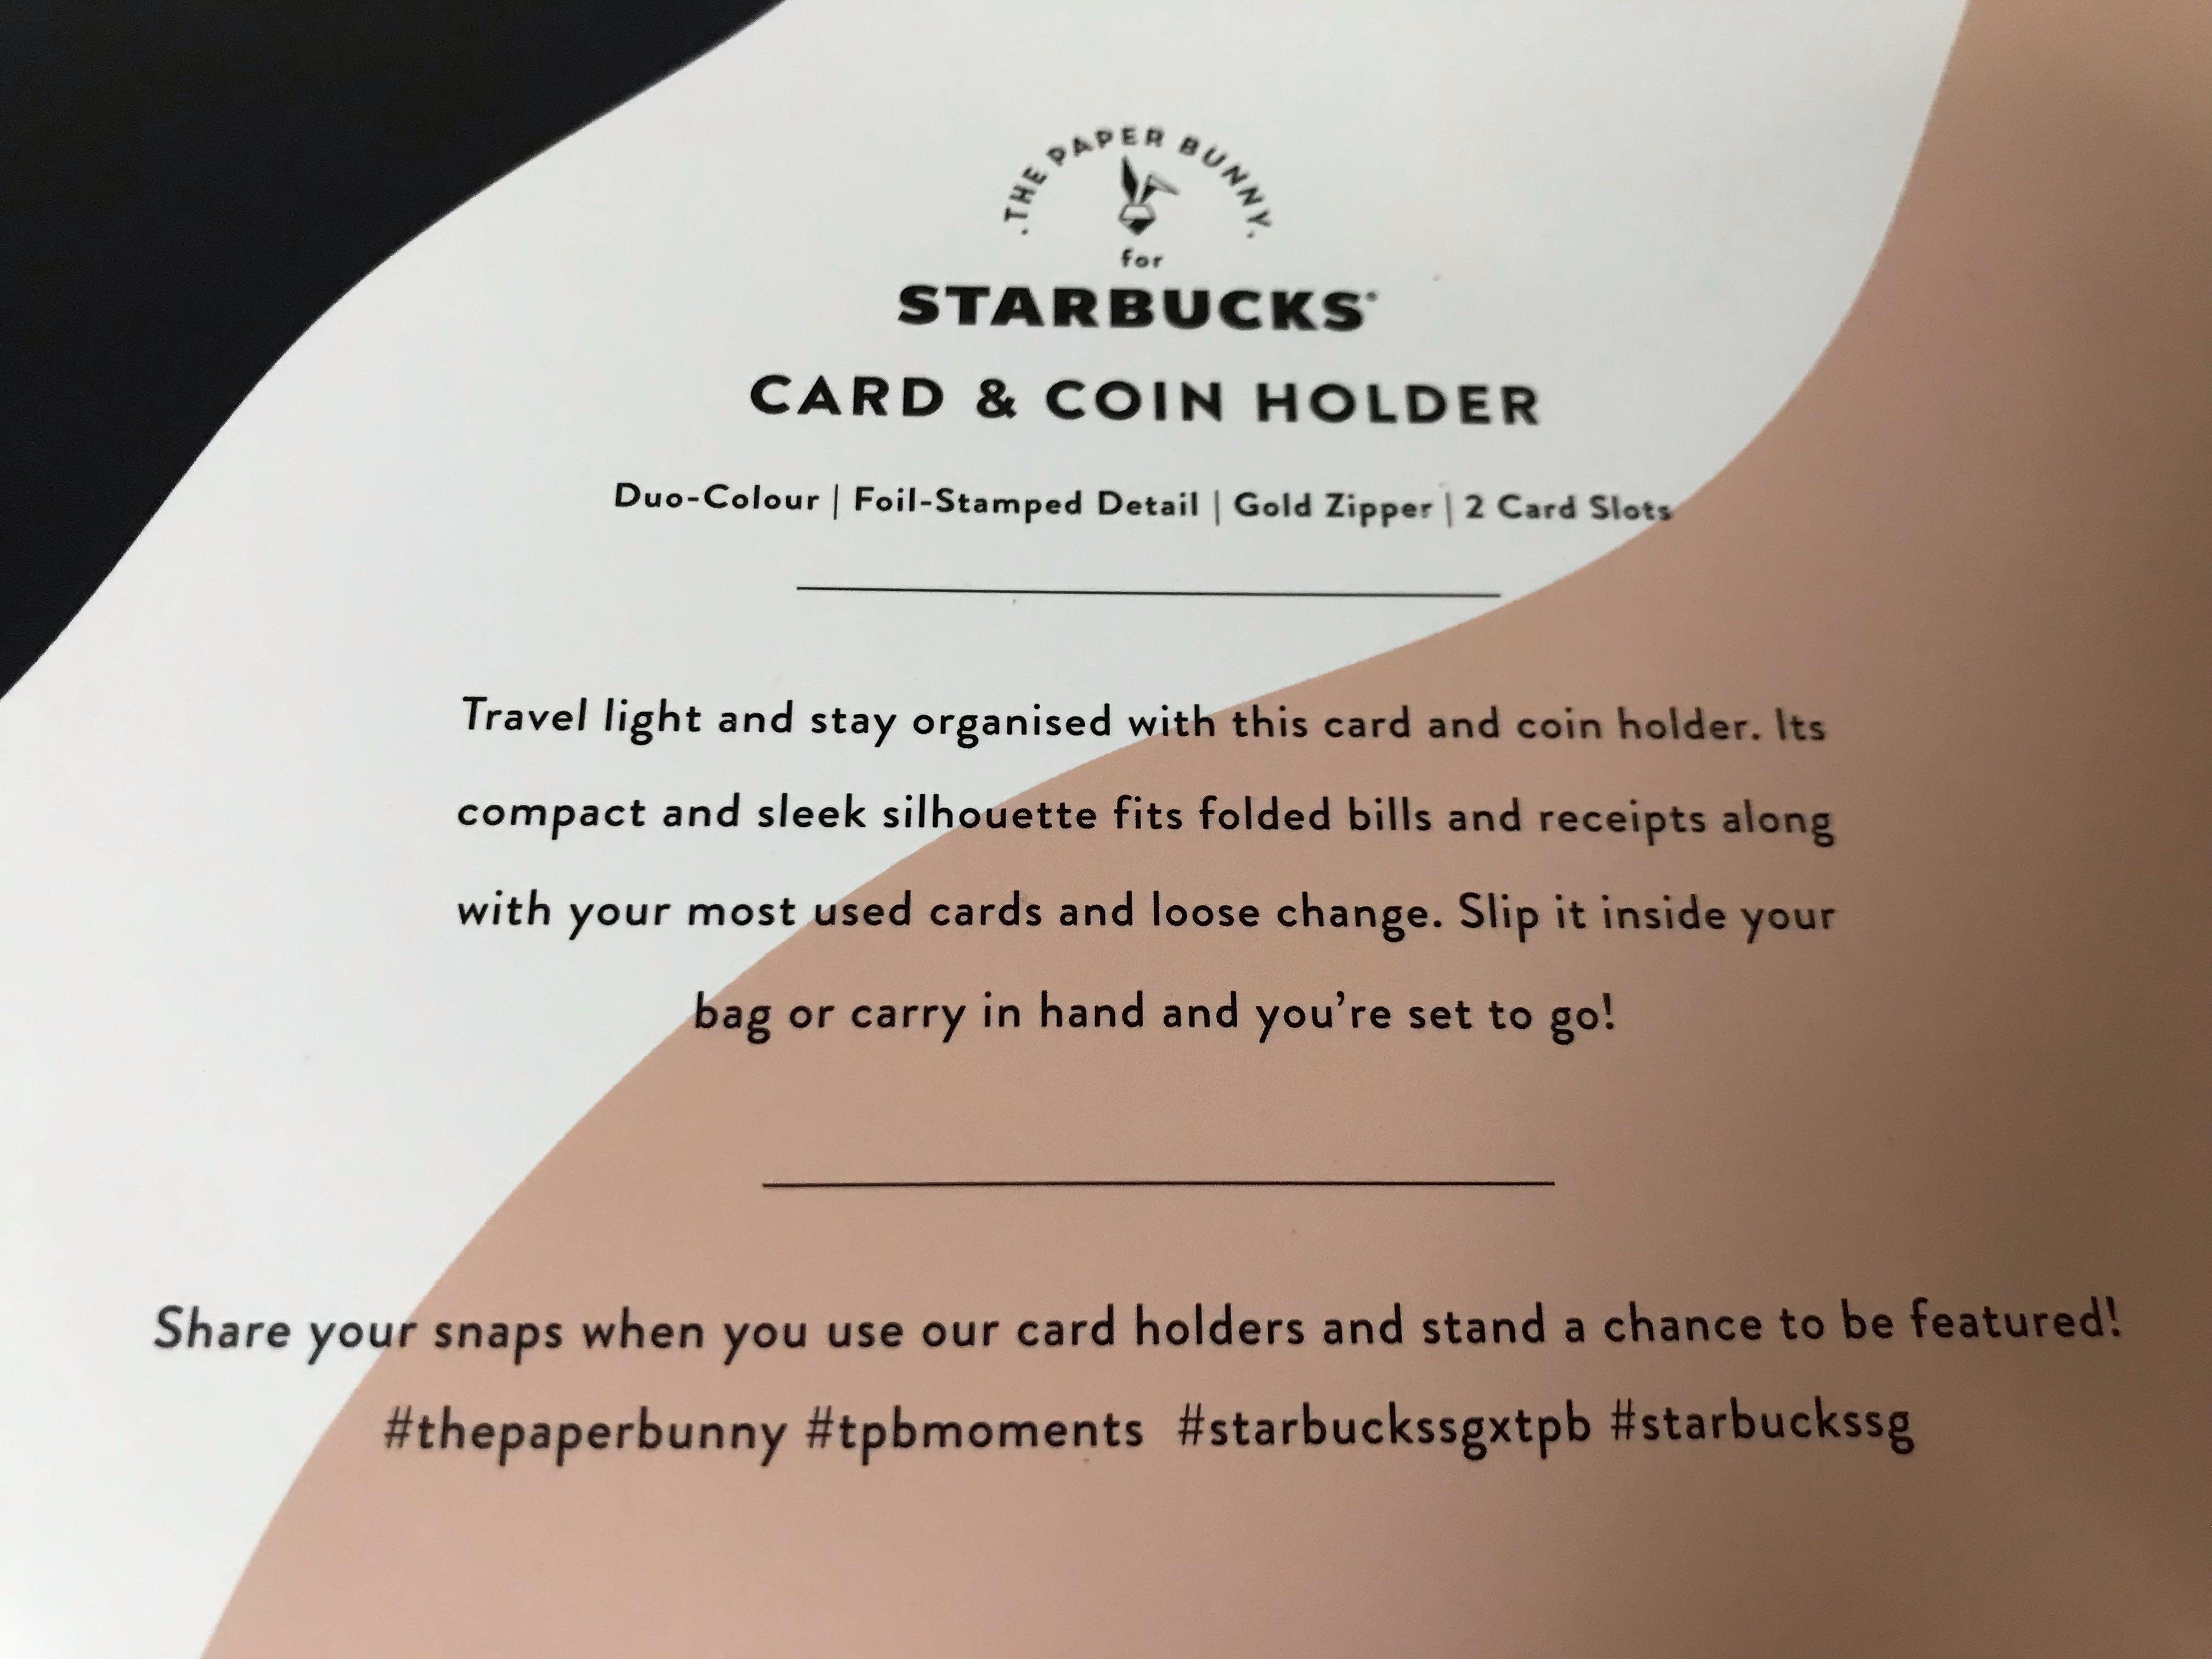 ·THE PAPER BUNNY·
for
STARBUCKS®
CARD & COIN HOLDER
Duo-Colour | Foil-Stamped Detail | Gold Zipper | 2 Card Slots
Travel light and stay organised with this card and coin holder. Its
compact and sleek silhouette fits folded bills and receipts along
with your most used cards and loose change. Slip it inside your
bag or carry in hand and you’re set to go!
Share your snaps when you use our card holders and stand a chance to be featured!
#thepaperbunny #tpbmoments #starbuckssgxtpb #starbuckssg